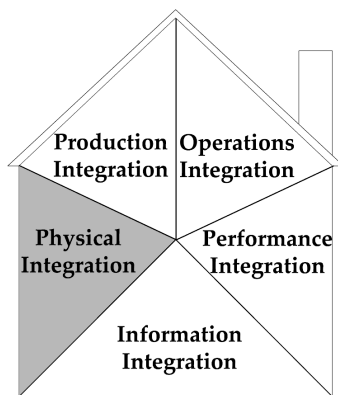 Production
Integration
Operations
Integration
Physical
Integration
Performance
Integration
Information
Integration